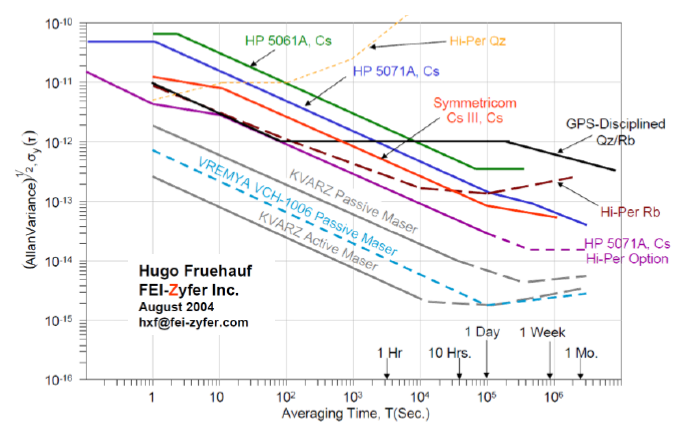 10-10
10-11
10-12
10-13
10-14
10-15
10-16
(AllanVariance)1/2, σy(τ)
HP 5061A, Cs
Hi-Per Qz
HP 5071A, Cs
Symmetricom
Cs III, Cs
GPS-Disciplined
Qz/Rb
KVARZ Passive Maser
VREMYA VCH-1006 Passive Maser
KVARZ Active Maser
Hi-Per Rb
HP 5071A, Cs
Hi-Per Option
Hugo Fruehauf
FEI-Zyfer Inc.
August 2004
hxf@fei-zyfer.com
1 Hr
10 Hrs.
1 Day
1 Week
1 Mo.
1
10
102
103
104
105
106
Averaging Time, T(Sec.)